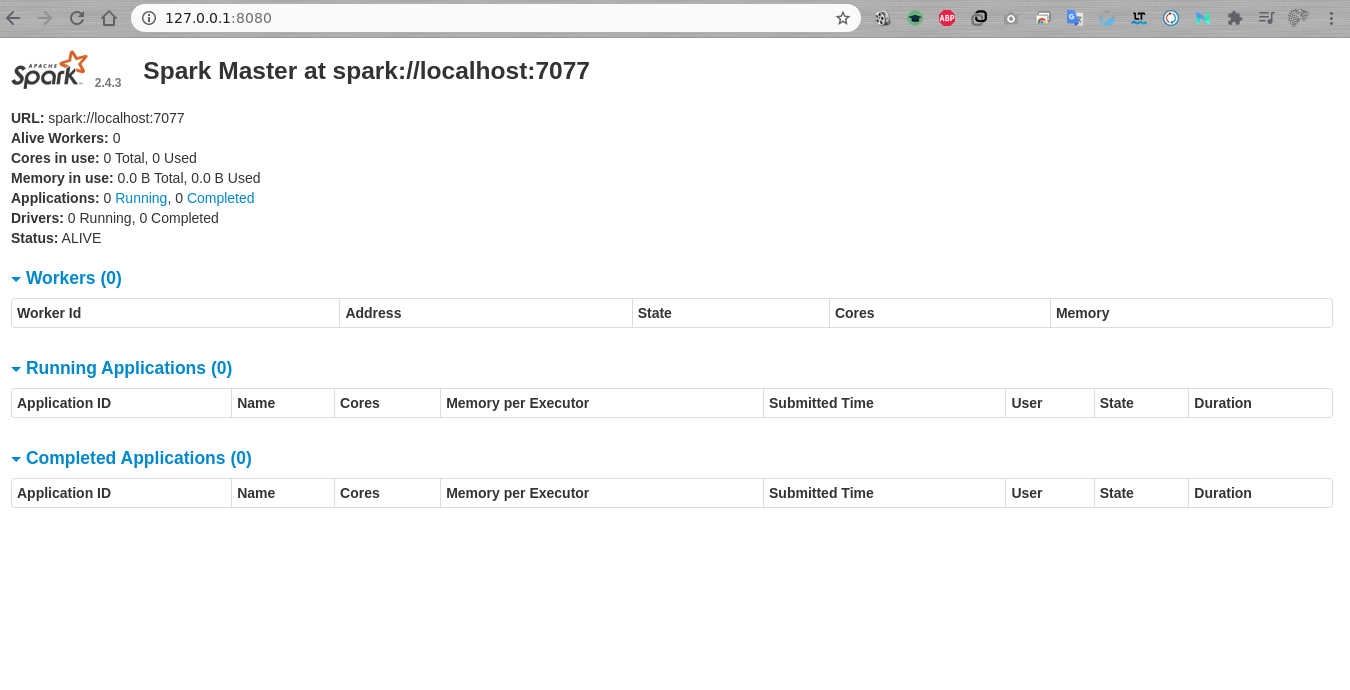 127.0.0.1:8080
ABP
G
LT
APACHE
Spark 2.4.3 Spark Master at spark://localhost:7077
URL: spark://localhost:7077
Alive Workers: 0
Cores in use: 0 Total, 0 Used
Memory in use: 0.0 B Total, 0.0 B Used
Applications: 0 Running, 0 Completed
Drivers: 0 Running, 0 Completed
Status: ALIVE
Workers (0)
Worker Id Address State Cores Memory
Running Applications (0)
Application ID Name Cores Memory per Executor Submitted Time User State Duration
Completed Applications (0)
Application ID Name Cores Memory per Executor Submitted Time User State Duration